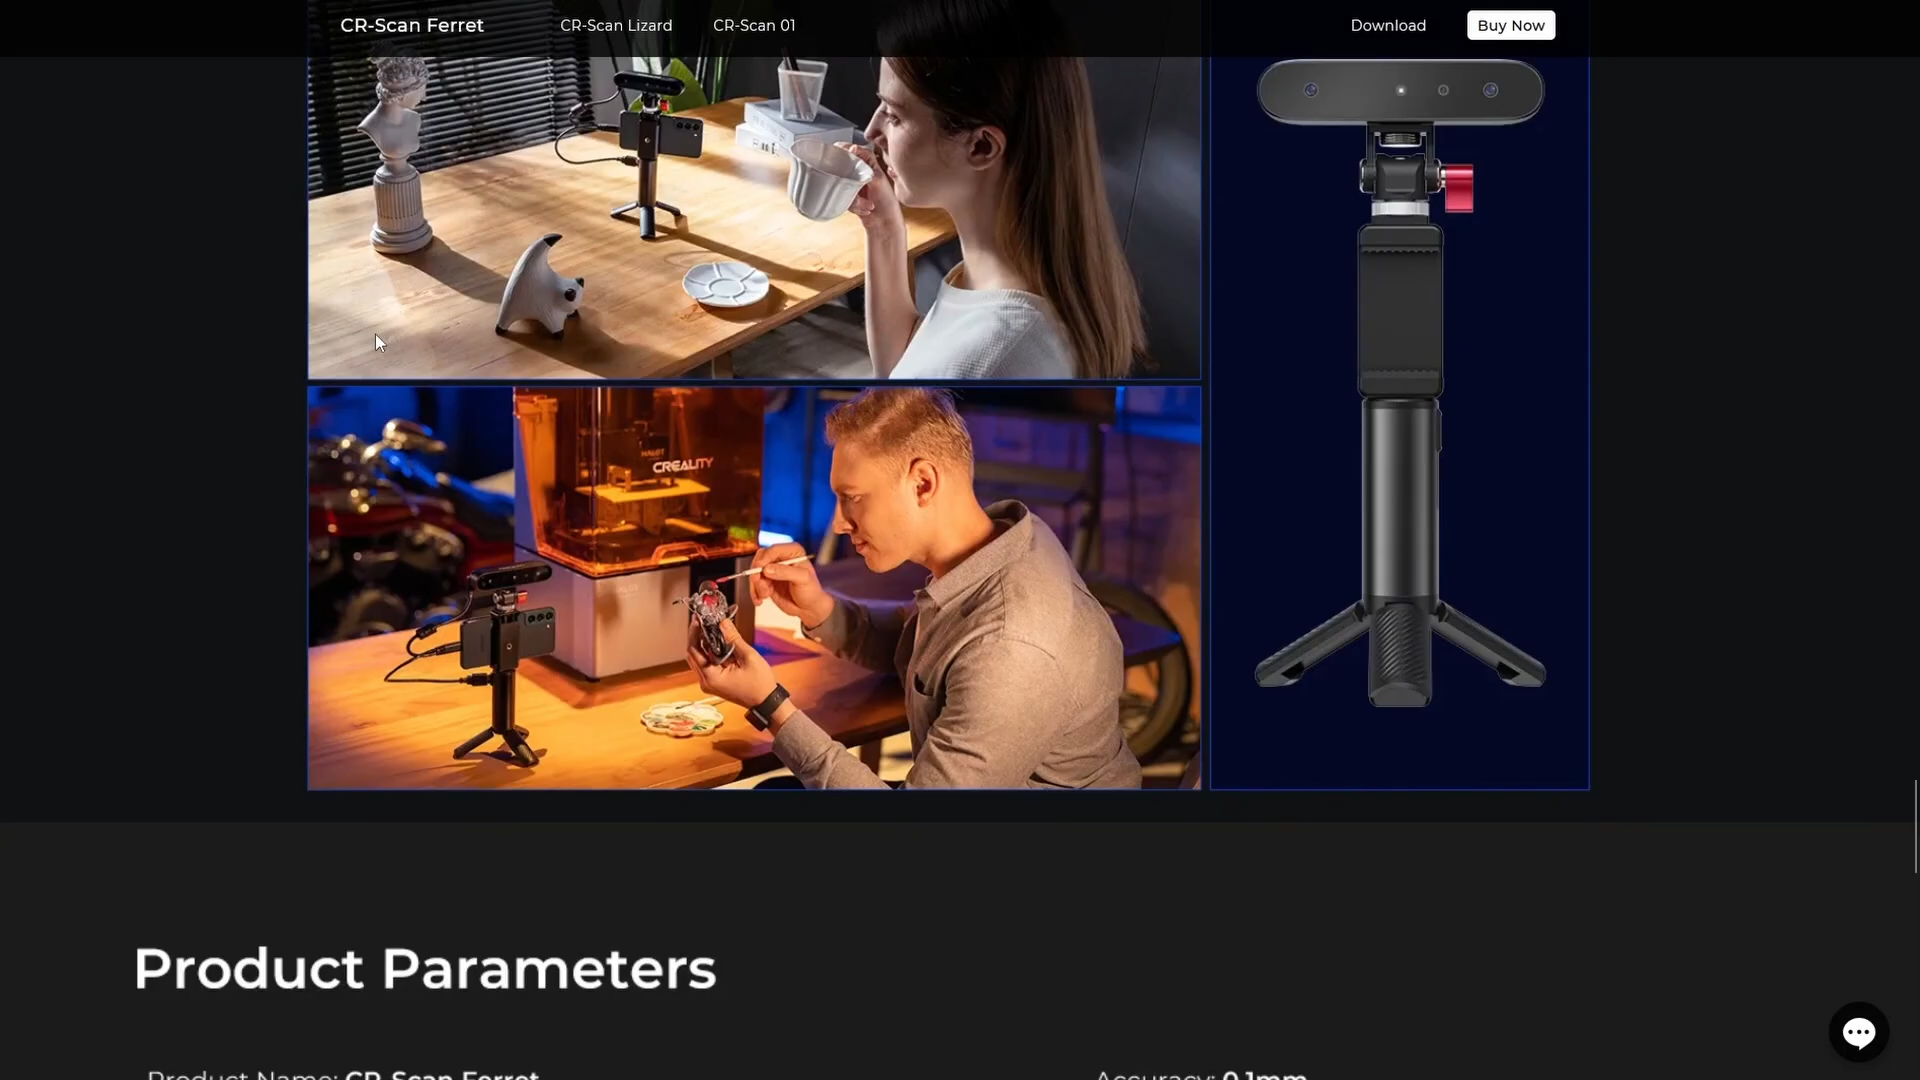 CR-Scan Ferret
CR-Scan Lizard
CR-Scan 01
Download
Buy Now
HALOT
CREALITY
Product Parameters
Product Name: CR-Scan Ferret
Accuracy: 0.1mm